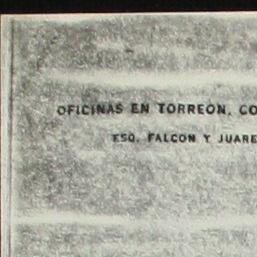 OFICINAS EN TORREON, CO
ESQ. FALCON Y JUARE